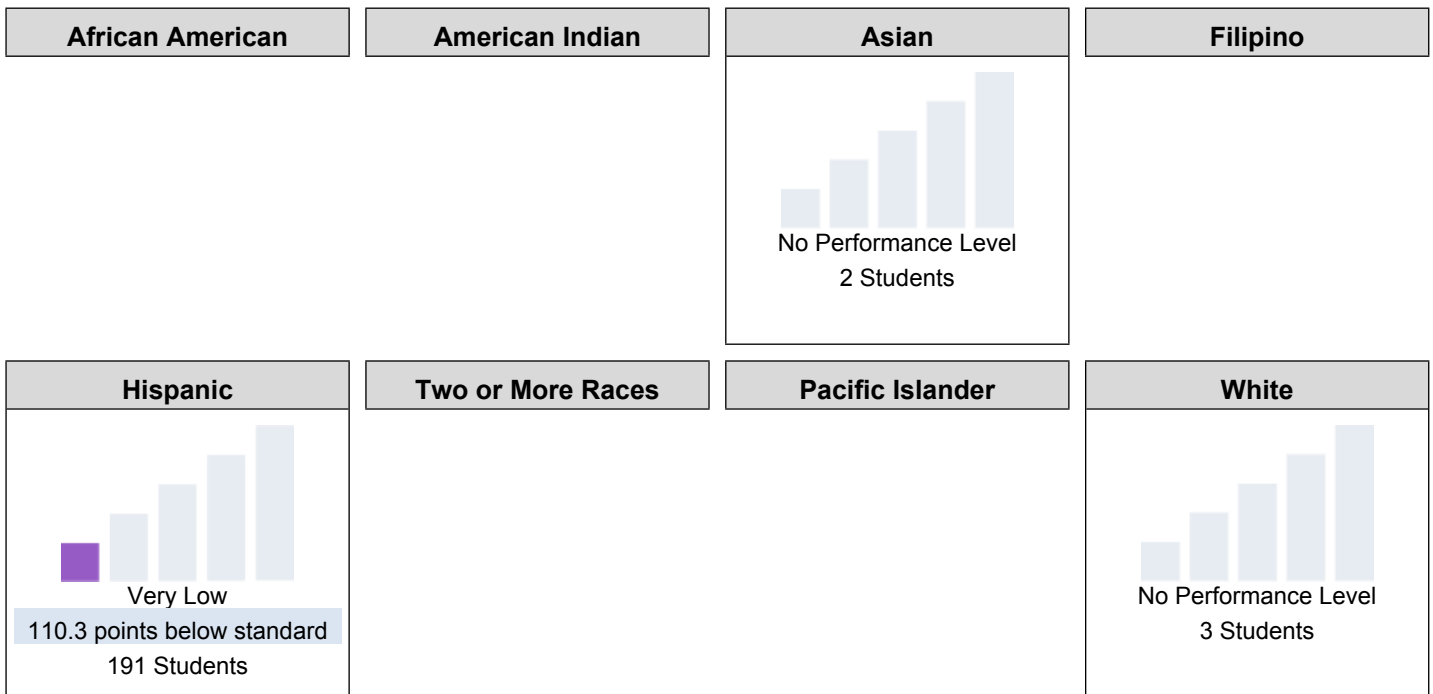 African American
American Indian
Asian
Filipino
No Performance Level
2 Students
Hispanic
Two or More Races
Pacific Islander
White
Very Low
110.3 points below standard
191 Students
No Performance Level
3 Students